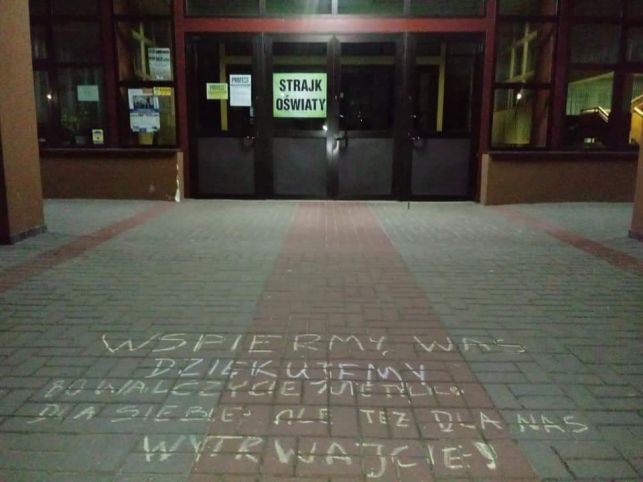 STRAJK
OŚWIATY
WSPIERMY WAS
DZIĘKUJEMY
BO WALCZYCIE NIE TYLKO
DLA SIEBIE, ALE TEŻ DLA NAS
WYTRWAJCIE!